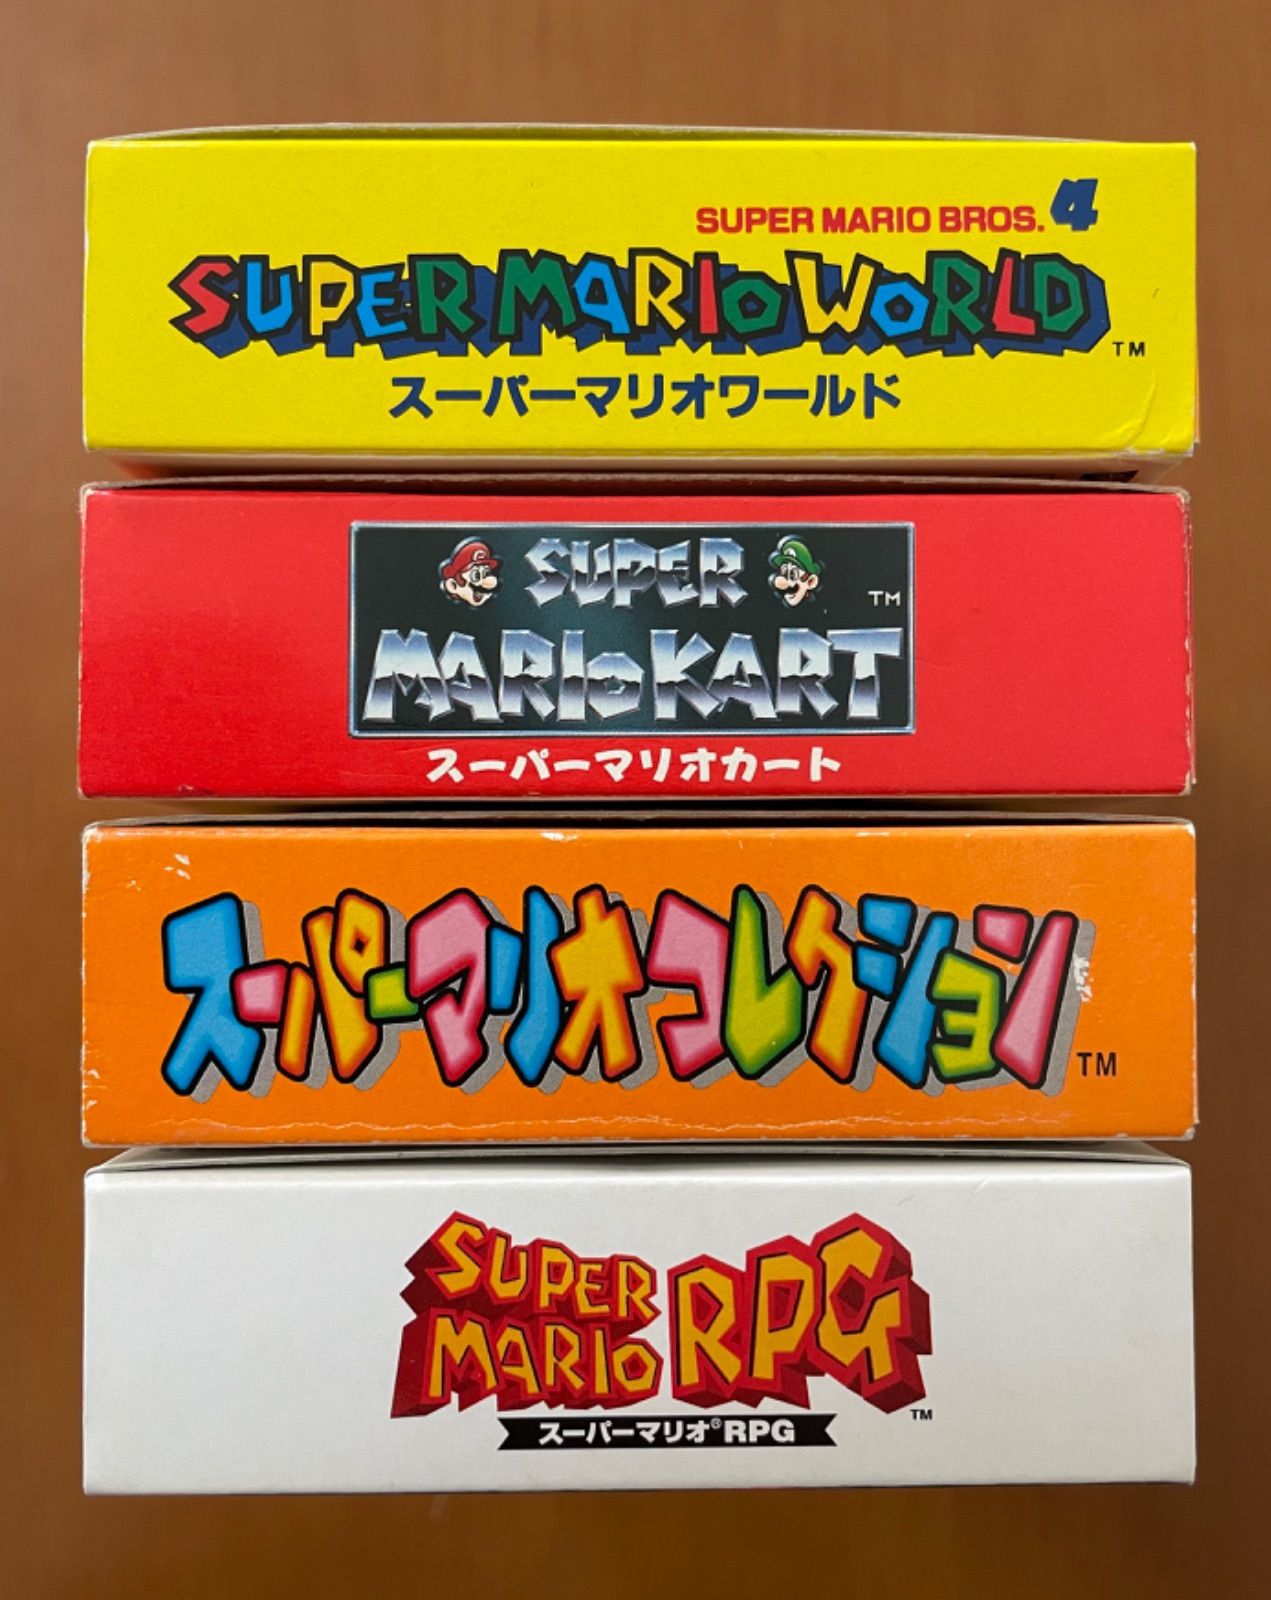 SUPER MARIO BROS. 4
SUPER MARIO WORLD TM
スーパーマリオワールド
SUPER TM
MARIO KART
スーパーマリオカート
スーパーマリオコレクション TM
SUPER
MARIO RPG TM
スーパーマリオ®RPG